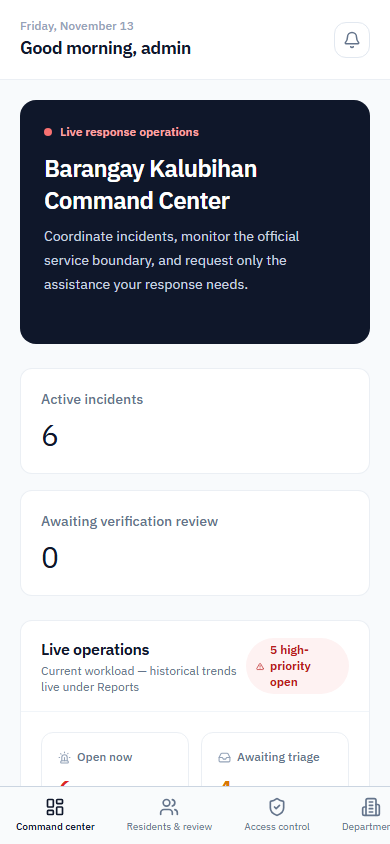 Friday, November 13
Good morning, admin
Live response operations
Barangay Kalubihan
Command Center
Coordinate incidents, monitor the official
service boundary, and request only the
assistance your response needs.
Active incidents
6
Awaiting verification review
0
Live operations
Current workload — historical trends
live under Reports
5 high-
priority
open
Open now
Awaiting triage
Command center
Residents & review
Access control